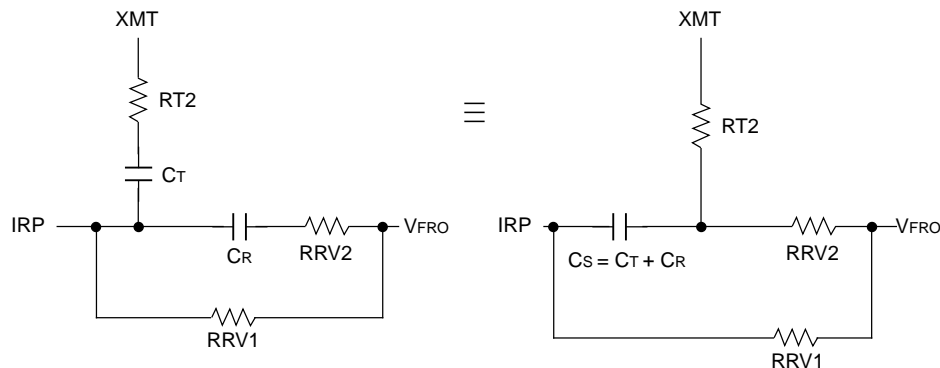 XMT
RT2
CT
IRP
VFRO
CR
RRV2
RRV1
≡
XMT
RT2
IRP
VFRO
CS = CT + CR
RRV2
RRV1